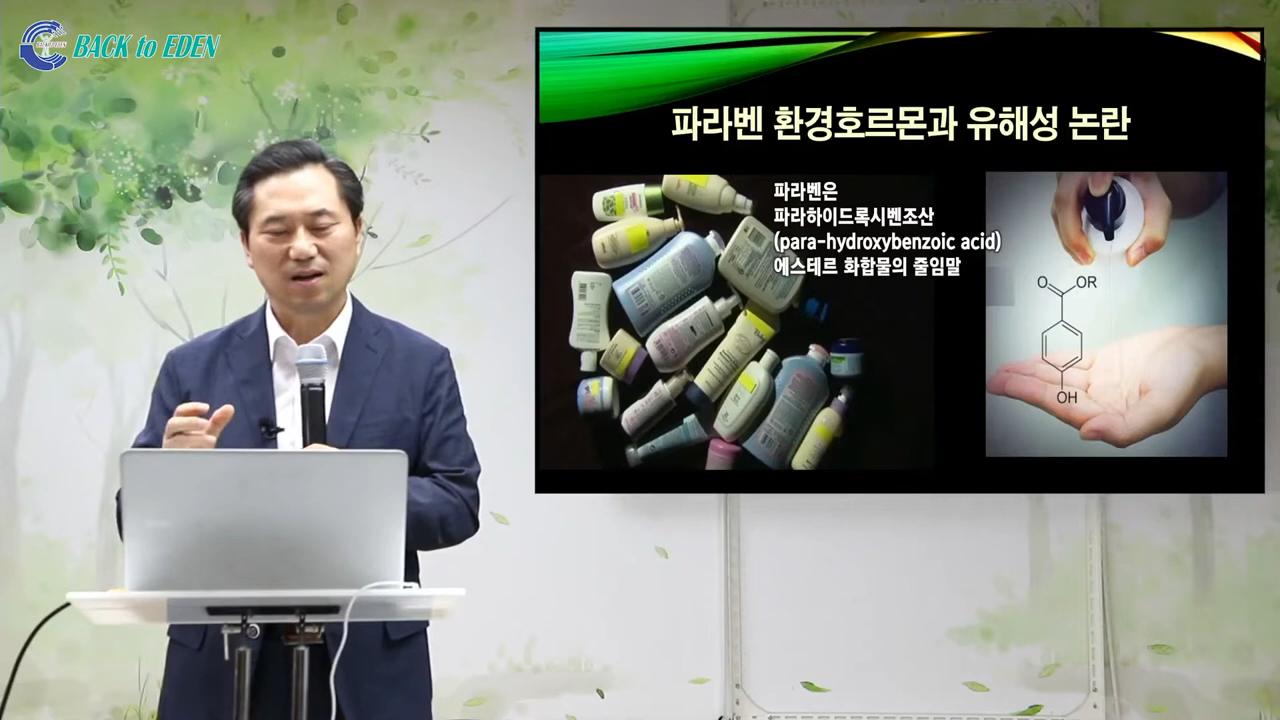 BACK to EDEN
파라벤 환경호르몬과 유해성 논란
파라벤은
파라하이드록시벤조산
(para-hydroxybenzoic acid)
에스테르 화합물의 줄임말
O
OR
OH